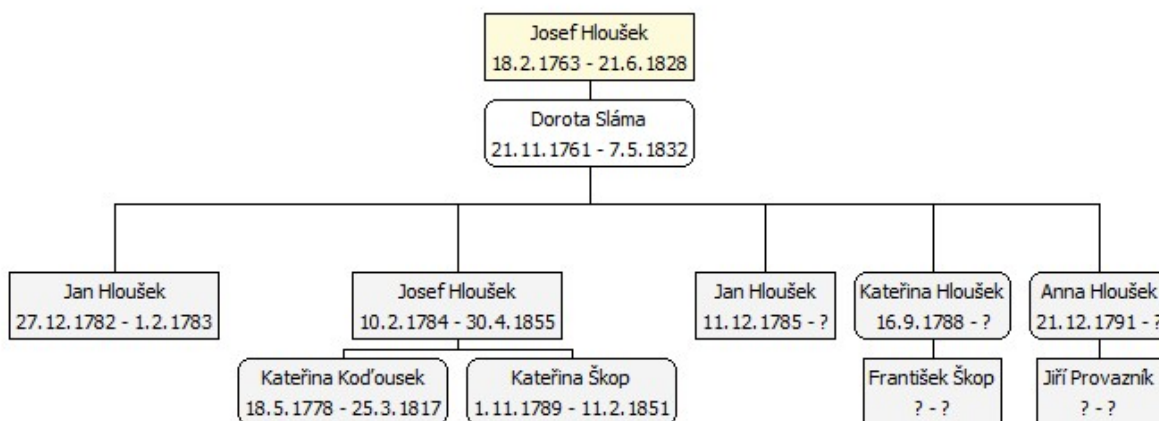 Josef Hloušek
18.2.1763 - 21.6.1828
Dorota Sláma
21.11.1761 - 7.5.1832
Jan Hloušek
27.12.1782 - 1.2.1783
Josef Hloušek
10.2.1784 - 30.4.1855
Jan Hloušek
11.12.1785 - ?
Kateřina Hloušek
16.9.1788 - ?
Anna Hloušek
21.12.1791 - ?
Kateřina Koďousek
18.5.1778 - 25.3.1817
Kateřina Škop
1.11.1789 - 11.2.1851
František Škop
? - ?
Jiří Provazník
? - ?